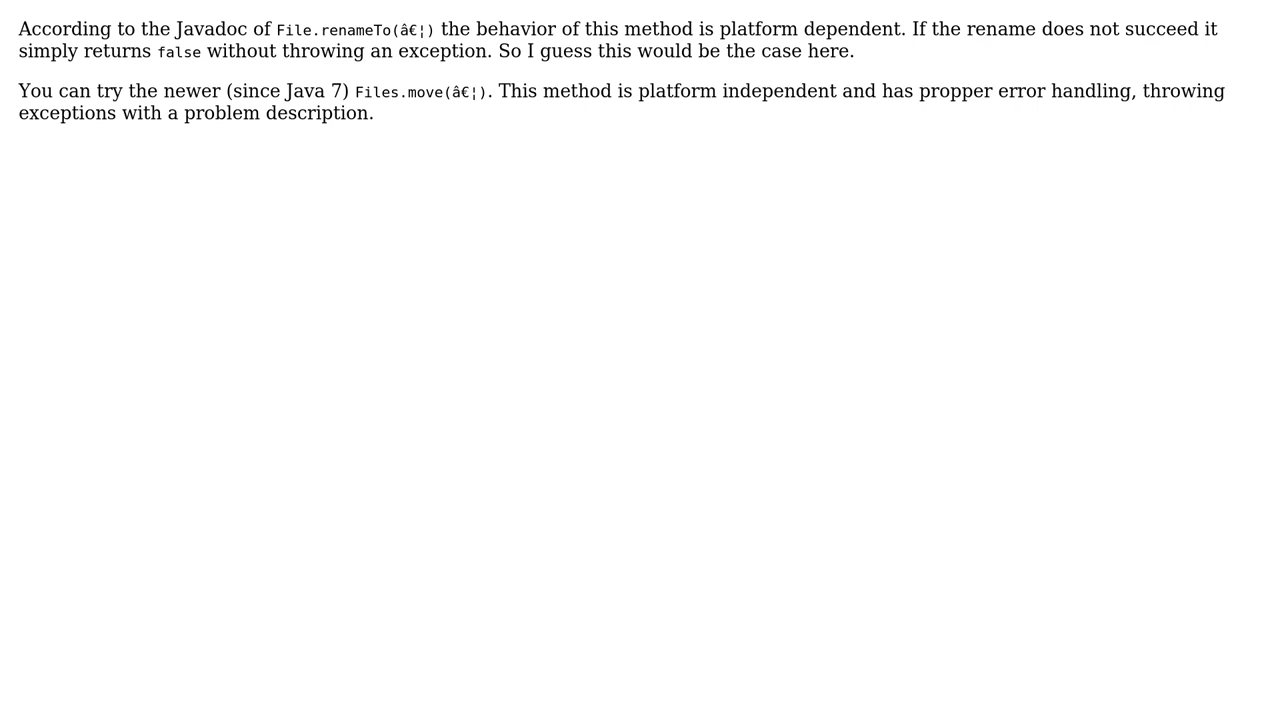 According to the Javadoc of File.renameTo(â€¦) the behavior of this method is platform dependent. If the rename does not succeed it
simply returns false without throwing an exception. So I guess this would be the case here.
You can try the newer (since Java 7) Files.move(â€¦). This method is platform independent and has propper error handling, throwing
exceptions with a problem description.